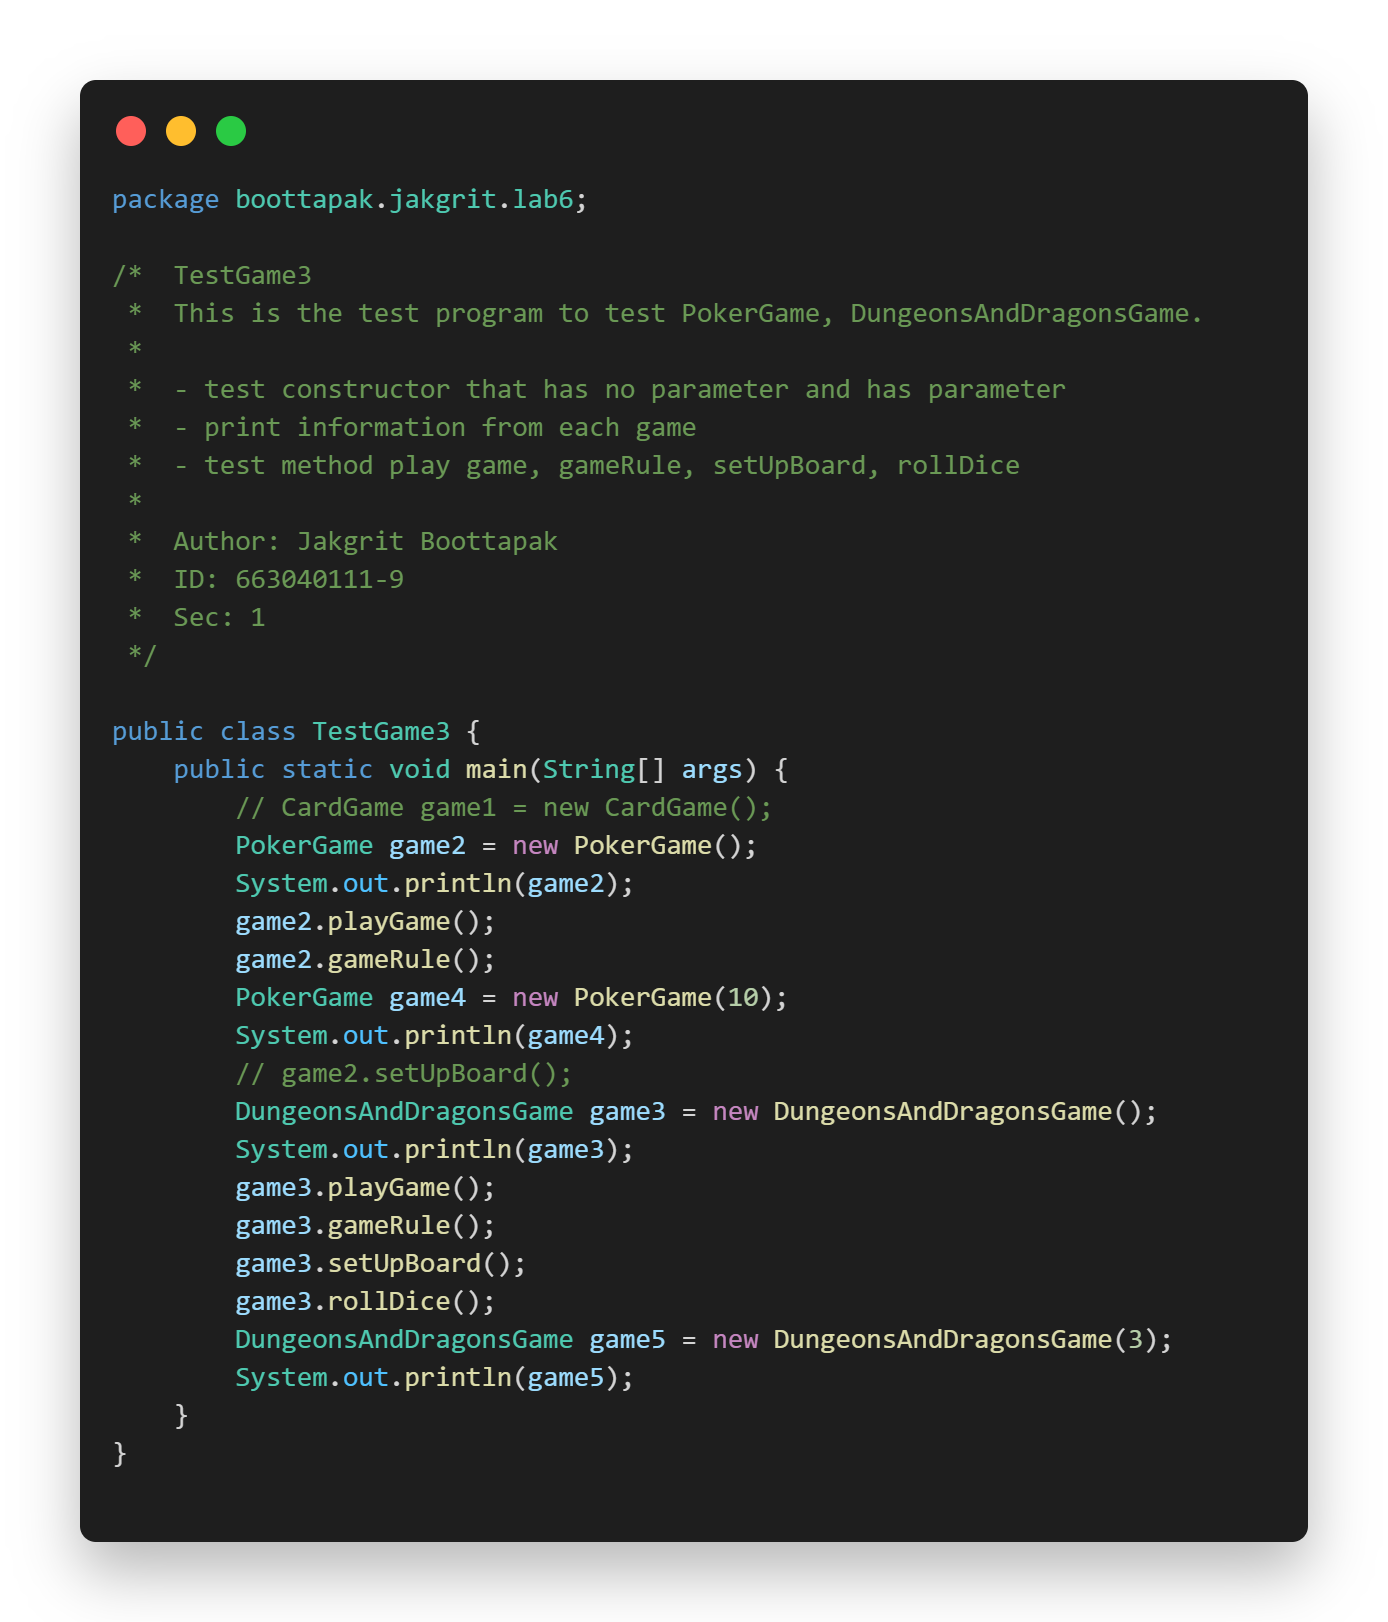 package boottapak.jakgrit.lab6;

/*  TestGame3
 *  This is the test program to test PokerGame, DungeonsAndDragonsGame.
 *
 *  - test constructor that has no parameter and has parameter
 *  - print information from each game
 *  - test method play game, gameRule, setUpBoard, rollDice
 *
 *  Author: Jakgrit Boottapak
 *  ID: 663040111-9
 *  Sec: 1
 */

public class TestGame3 {
    public static void main(String[] args) {
        // CardGame game1 = new CardGame();
        PokerGame game2 = new PokerGame();
        System.out.println(game2);
        game2.playGame();
        game2.gameRule();
        PokerGame game4 = new PokerGame(10);
        System.out.println(game4);
        // game2.setUpBoard();
        DungeonsAndDragonsGame game3 = new DungeonsAndDragonsGame();
        System.out.println(game3);
        game3.playGame();
        game3.gameRule();
        game3.setUpBoard();
        game3.rollDice();
        DungeonsAndDragonsGame game5 = new DungeonsAndDragonsGame(3);
        System.out.println(game5);
    }
}